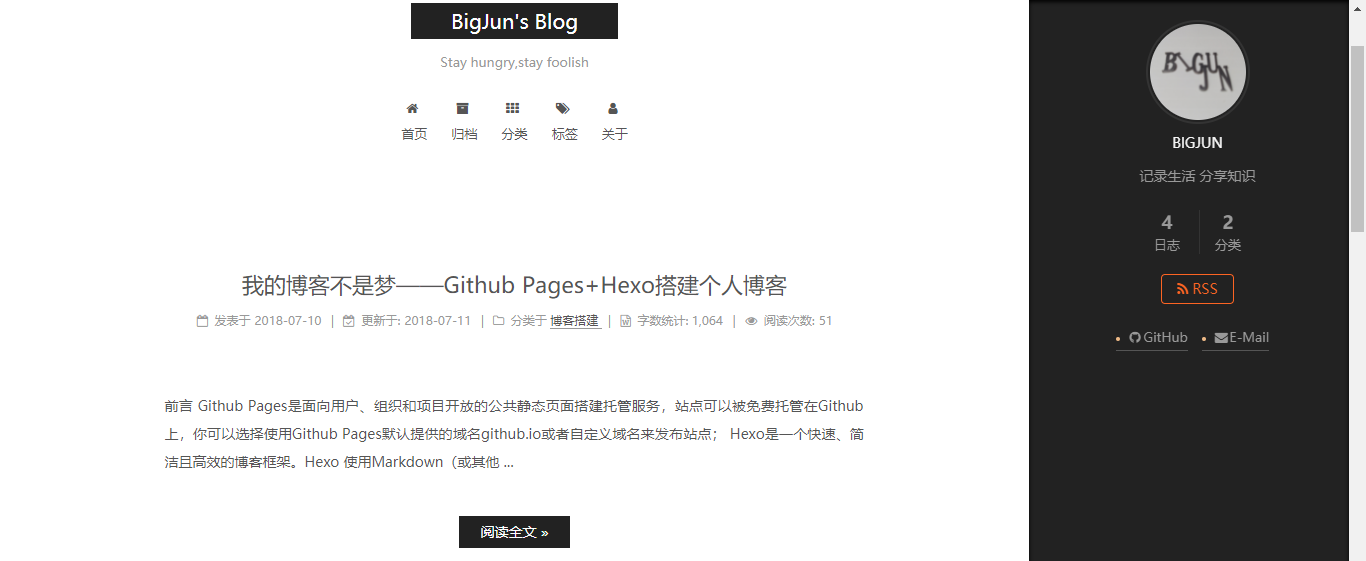 BigJun's Blog
Stay hungry,stay foolish
首页 归档 分类 标签 关于
我的博客不是梦——Github Pages+Hexo搭建个人博客
发表于 2018-07-10 | 更新于: 2018-07-11 | 分类于 博客搭建 | 字数统计: 1,064 | 阅读次数: 51
前言 Github Pages是面向用户、组织和项目开放的公共静态页面搭建托管服务，站点可以被免费托管在Github
上，你可以选择使用Github Pages默认提供的域名github.io或者自定义域名来发布站点； Hexo是一个快速、简
洁且高效的博客框架。Hexo 使用Markdown（或其他 ...
阅读全文 »
BIGJUN
BIGJUN
记录生活 分享知识
4 2
日志 分类
RSS
GitHub E-Mail